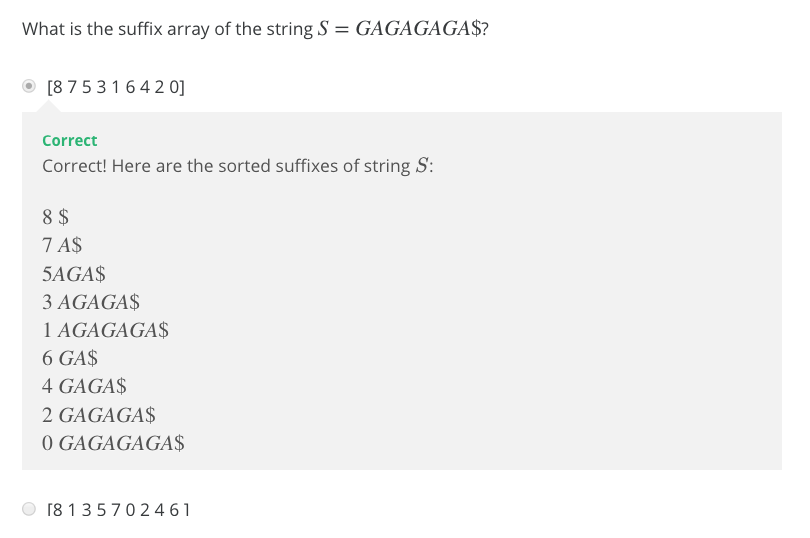 What is the suffix array of the string S = GAGAGAGA$?
[8 7 5 3 1 6 4 2 0]
Correct
Correct! Here are the sorted suffixes of string S:
8 $
7 A$
5AGA$
3 AGAGA$
1 AGAGAGA$
6 GA$
4 GAGA$
2 GAGAGA$
0 GAGAGAGA$
[8 1 3 5 7 0 2 4 6]